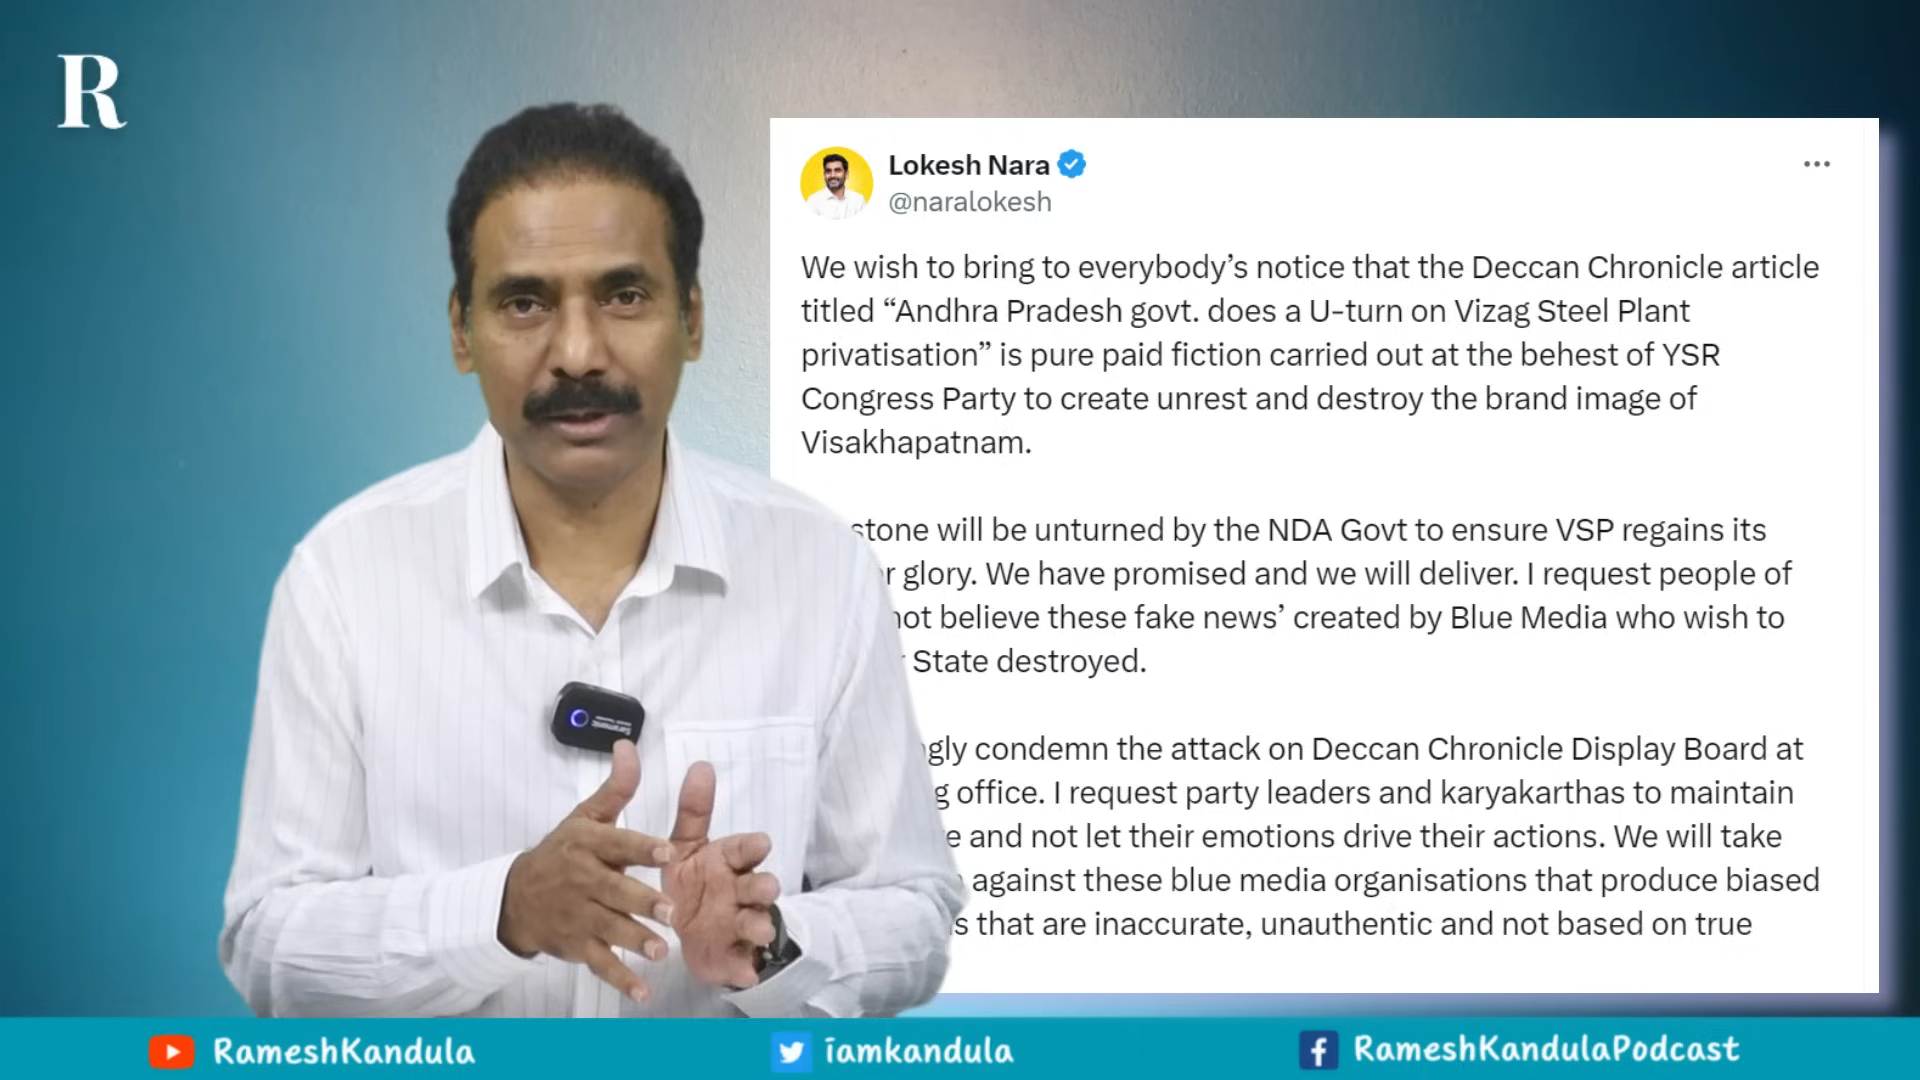 R
Lokesh Nara
@naralokesh
We wish to bring to everybody’s notice that the Deccan Chronicle article
titled “Andhra Pradesh govt. does a U-turn on Vizag Steel Plant
privatisation” is pure paid fiction carried out at the behest of YSR
Congress Party to create unrest and destroy the brand image of
Visakhapatnam.
stone will be unturned by the NDA Govt to ensure VSP regains its
glory. We have promised and we will deliver. I request people of
not believe these fake news’ created by Blue Media who wish to
State destroyed.
condemn the attack on Deccan Chronicle Display Board at
office. I request party leaders and karyakarthas to maintain
and not let their emotions drive their actions. We will take
against these blue media organisations that produce biased
that are inaccurate, unauthentic and not based on true
RameshKandula
iamkandula
RameshKandulaPodcast